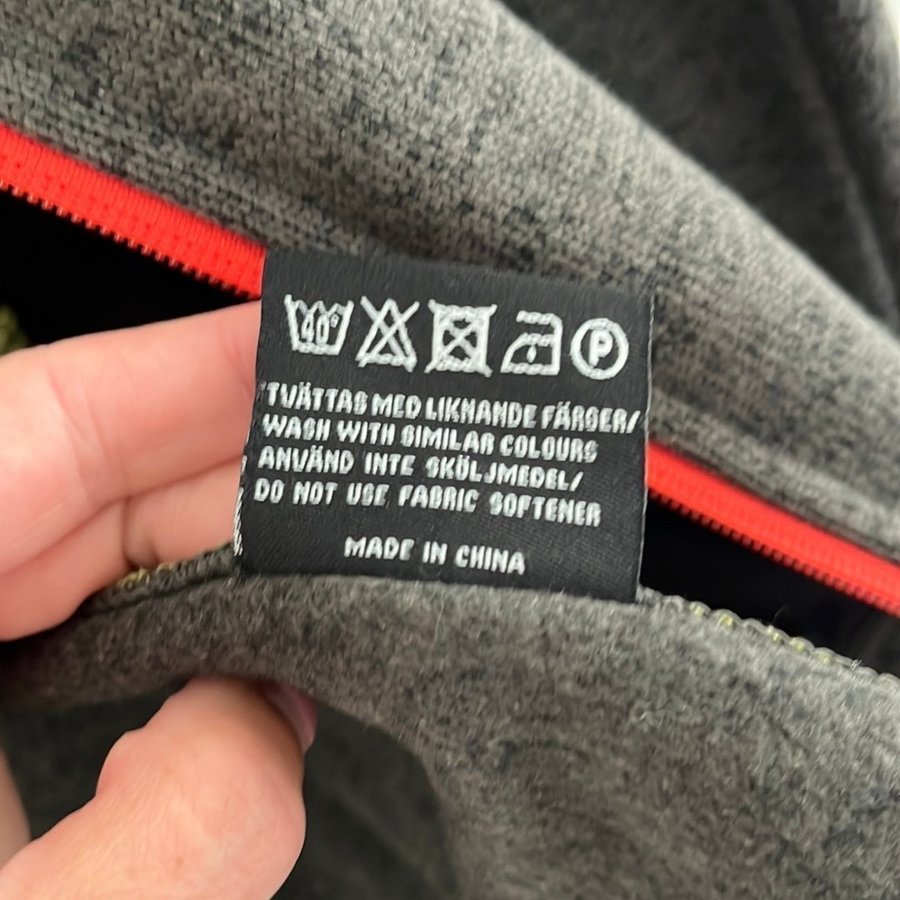 40°
P
TVÄTTAS MED LIKNANDE FÄRGER/
WASH WITH SIMILAR COLOURS
ANVÄND INTE SKÖLJMEDEL/
DO NOT USE FABRIC SOFTENER
MADE IN CHINA